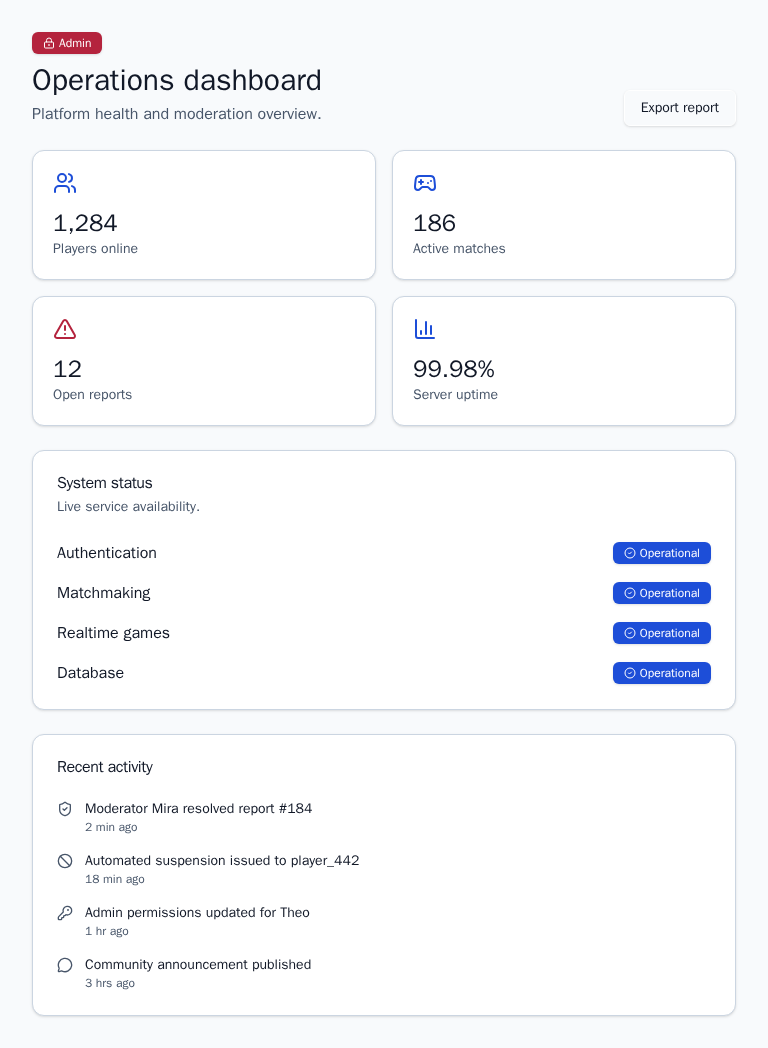 Admin
Operations dashboard
Platform health and moderation overview.
Export report
1,284
Players online
186
Active matches
12
Open reports
99.98%
Server uptime
System status
Live service availability.
Authentication
Operational
Matchmaking
Operational
Realtime games
Operational
Database
Operational
Recent activity
Moderator Mira resolved report #184
2 min ago
Automated suspension issued to player_442
18 min ago
Admin permissions updated for Theo
1 hr ago
Community announcement published
3 hrs ago